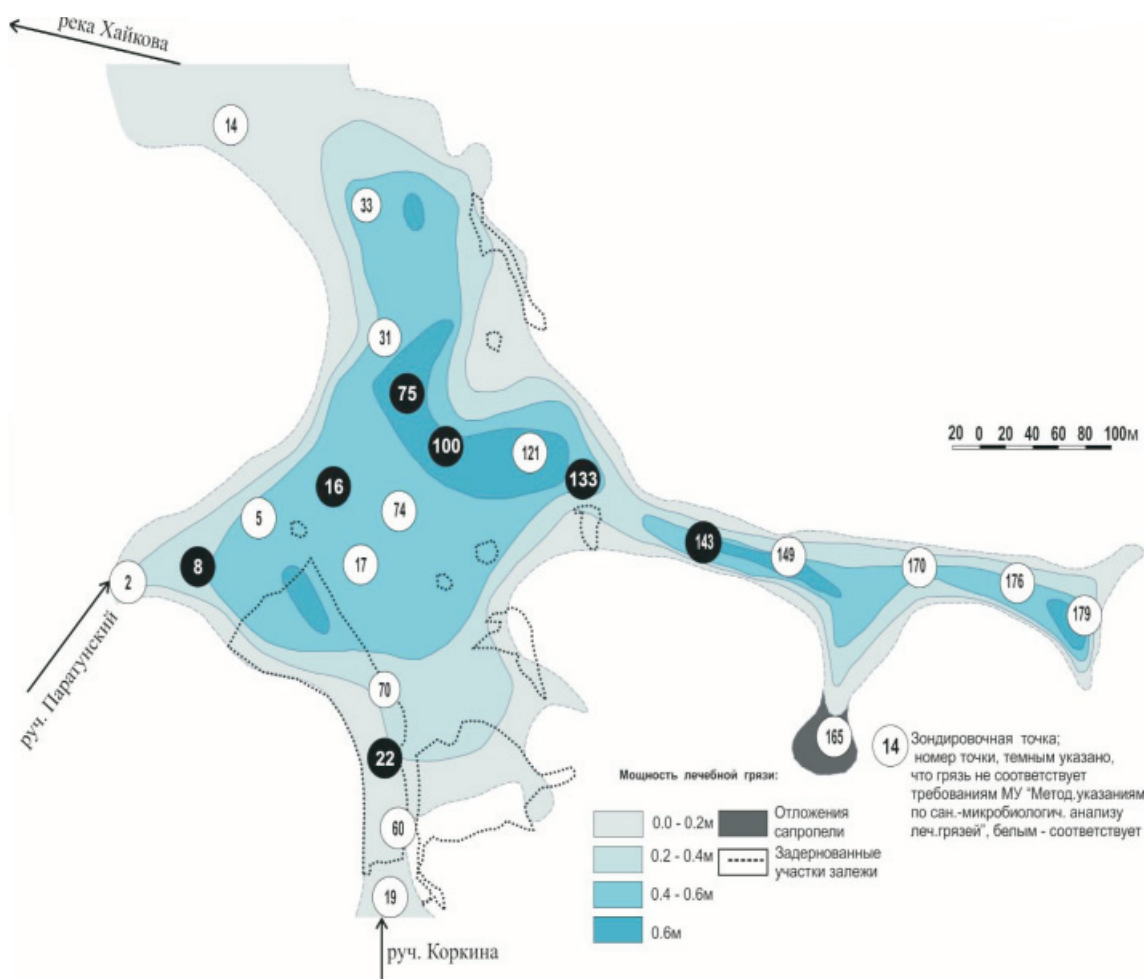 река Хайкова
14
33
31
75
100
121
133
16
74
5
17
8
2
руч. Паратунский
20 0 20 40 60 80 100м
143
149
170
176
179
70
22
165
60
19
руч. Коркина
Мощность лечебной грязи:
0.0 - 0.2м
0.2 - 0.4м
0.4 - 0.6м
0.6м
Отложения
сапропели
Задернованные
участки залежи
14 Зондировочная точка;
номер точки, темным указано,
что грязь не соответствует
требованиям МУ "Метод.указаниям
по сан.-микробиологич. анализу
леч.грязей", белым - соответствует